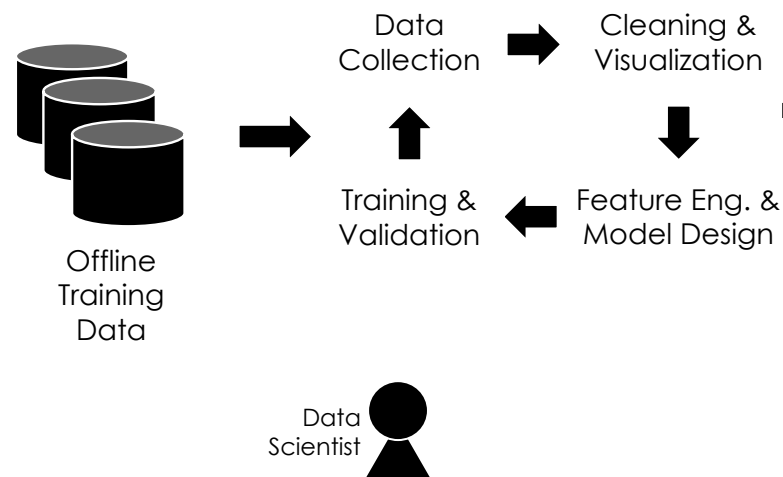 Data
Collection
Cleaning &
Visualization
Training &
Validation
Feature Eng. &
Model Design
Offline
Training
Data
Data
Scientist